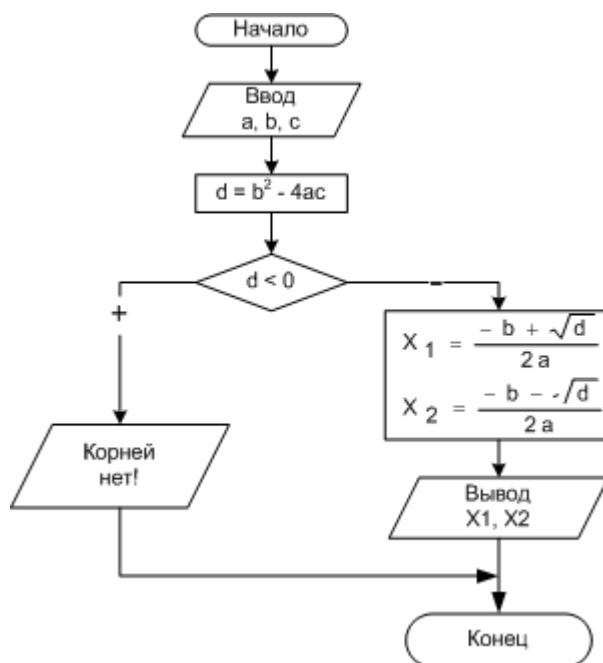 Начало
Ввод
a, b, c
d = b² - 4ac
d < 0
+
-
X 1 = (- b + √d) / 2 a
X 2 = (- b - √d) / 2 a
Корней
нет!
Вывод
X1, X2
Конец